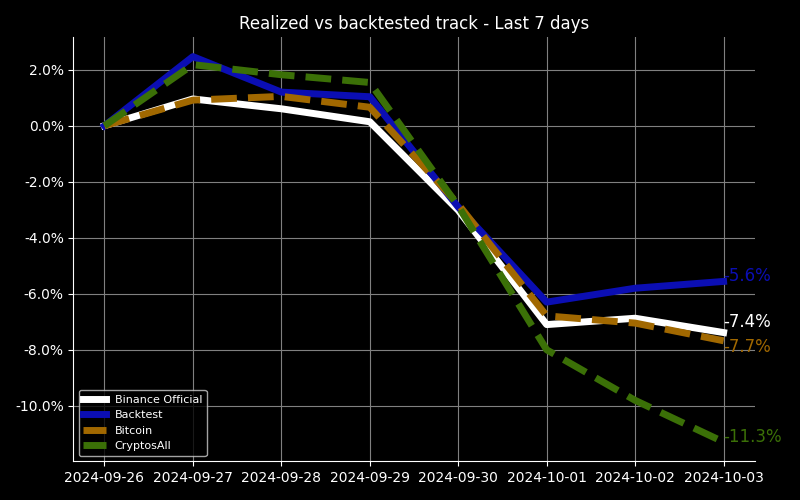 Realized vs backtested track - Last 7 days
2.0%
0.0%
-2.0%
-4.0%
-6.0%
-8.0%
-10.0%
-5.6%
-7.4%
-7.7%
-11.3%
Binance Official
Backtest
Bitcoin
CryptosAll
2024-09-26 2024-09-27 2024-09-28 2024-09-29 2024-09-30 2024-10-01 2024-10-02 2024-10-03